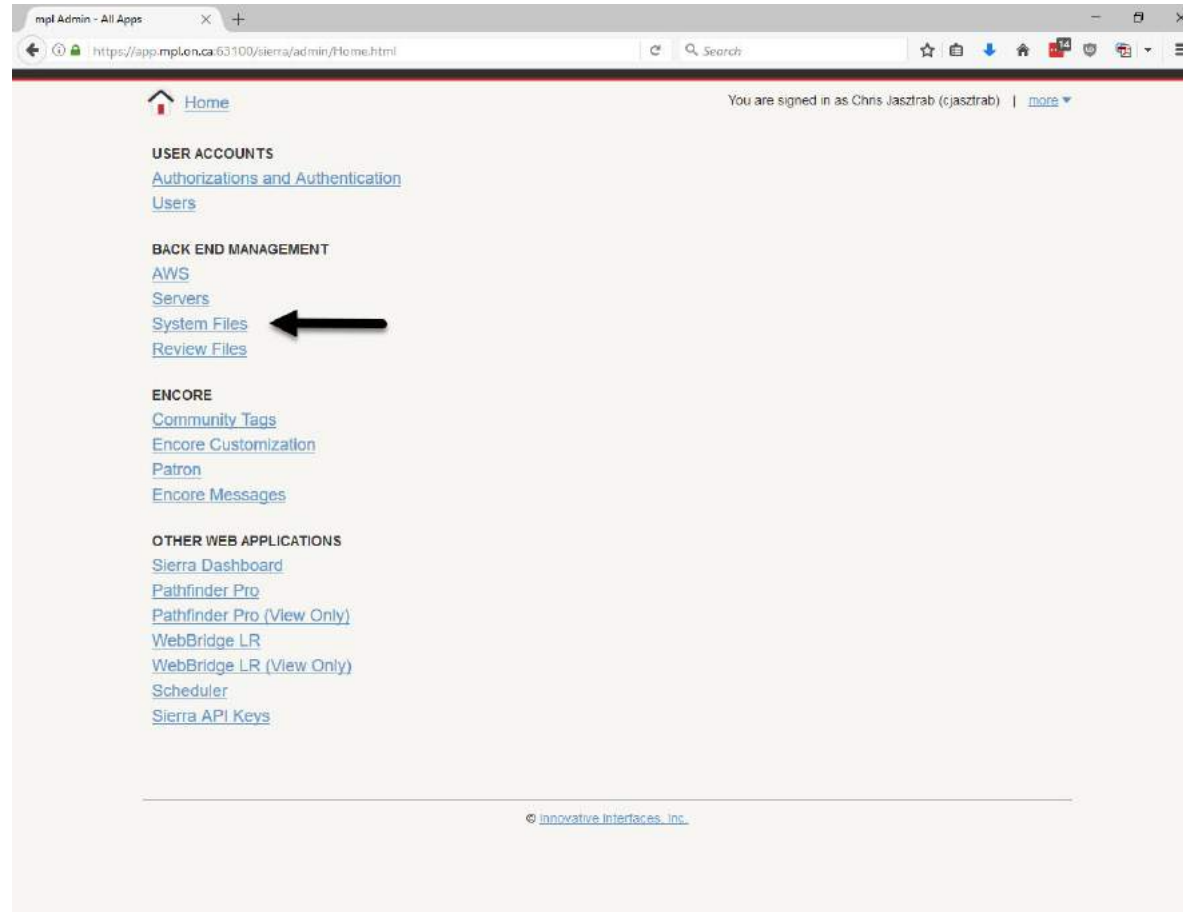 mpl Admin - All Apps
https://app.mpl.on.ca:63100/sierra/admin/Home.html
Search
14
Home
You are signed in as Chris Jasztrab (cjasztrab) | more
USER ACCOUNTS
Authorizations and Authentication
Users
BACK END MANAGEMENT
AWS
Servers
System Files
Review Files
ENCORE
Community Tags
Encore Customization
Patron
Encore Messages
OTHER WEB APPLICATIONS
Sierra Dashboard
Pathfinder Pro
Pathfinder Pro (View Only)
WebBridge LR
WebBridge LR (View Only)
Scheduler
Sierra API Keys
© Innovative Interfaces, Inc.